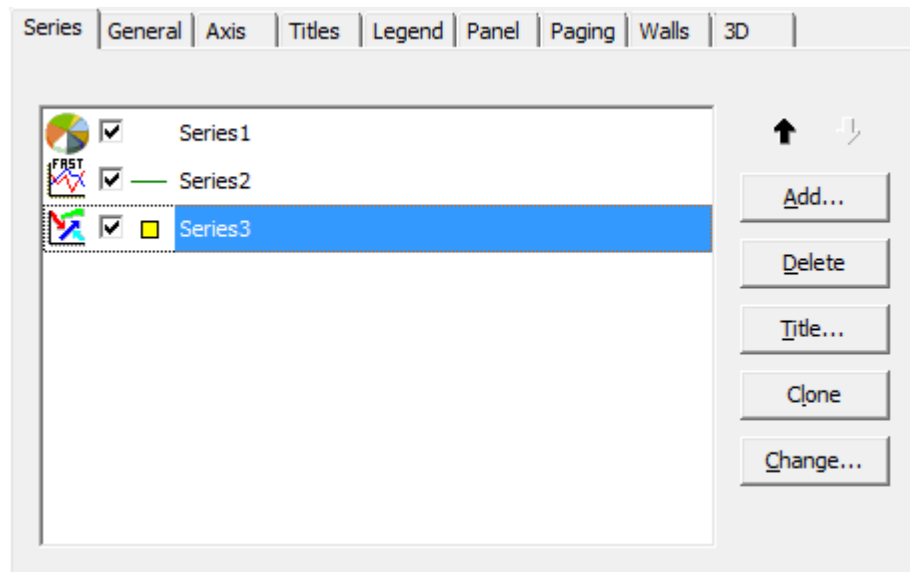 Series General Axis Titles Legend Panel Paging Walls 3D
Series1
FAST
Series2
Series3
Add...
Delete
Title...
Clone
Change...